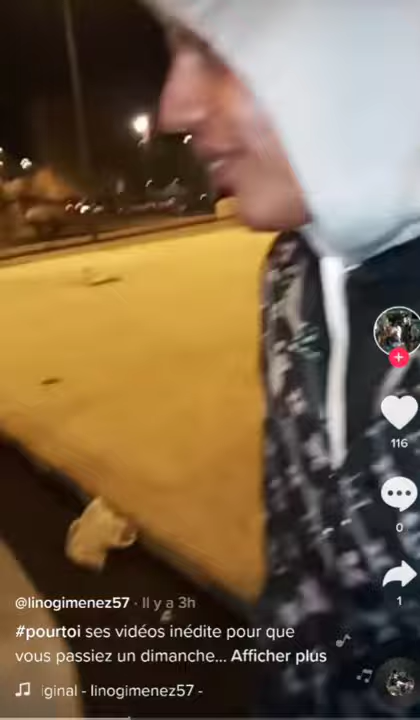 116
0
1
@linogimenez57 · Il y a 3h
#pourtoi ses vidéos inédite pour que
vous passiez un dimanche... Afficher plus
iginal - linogimenez57 -